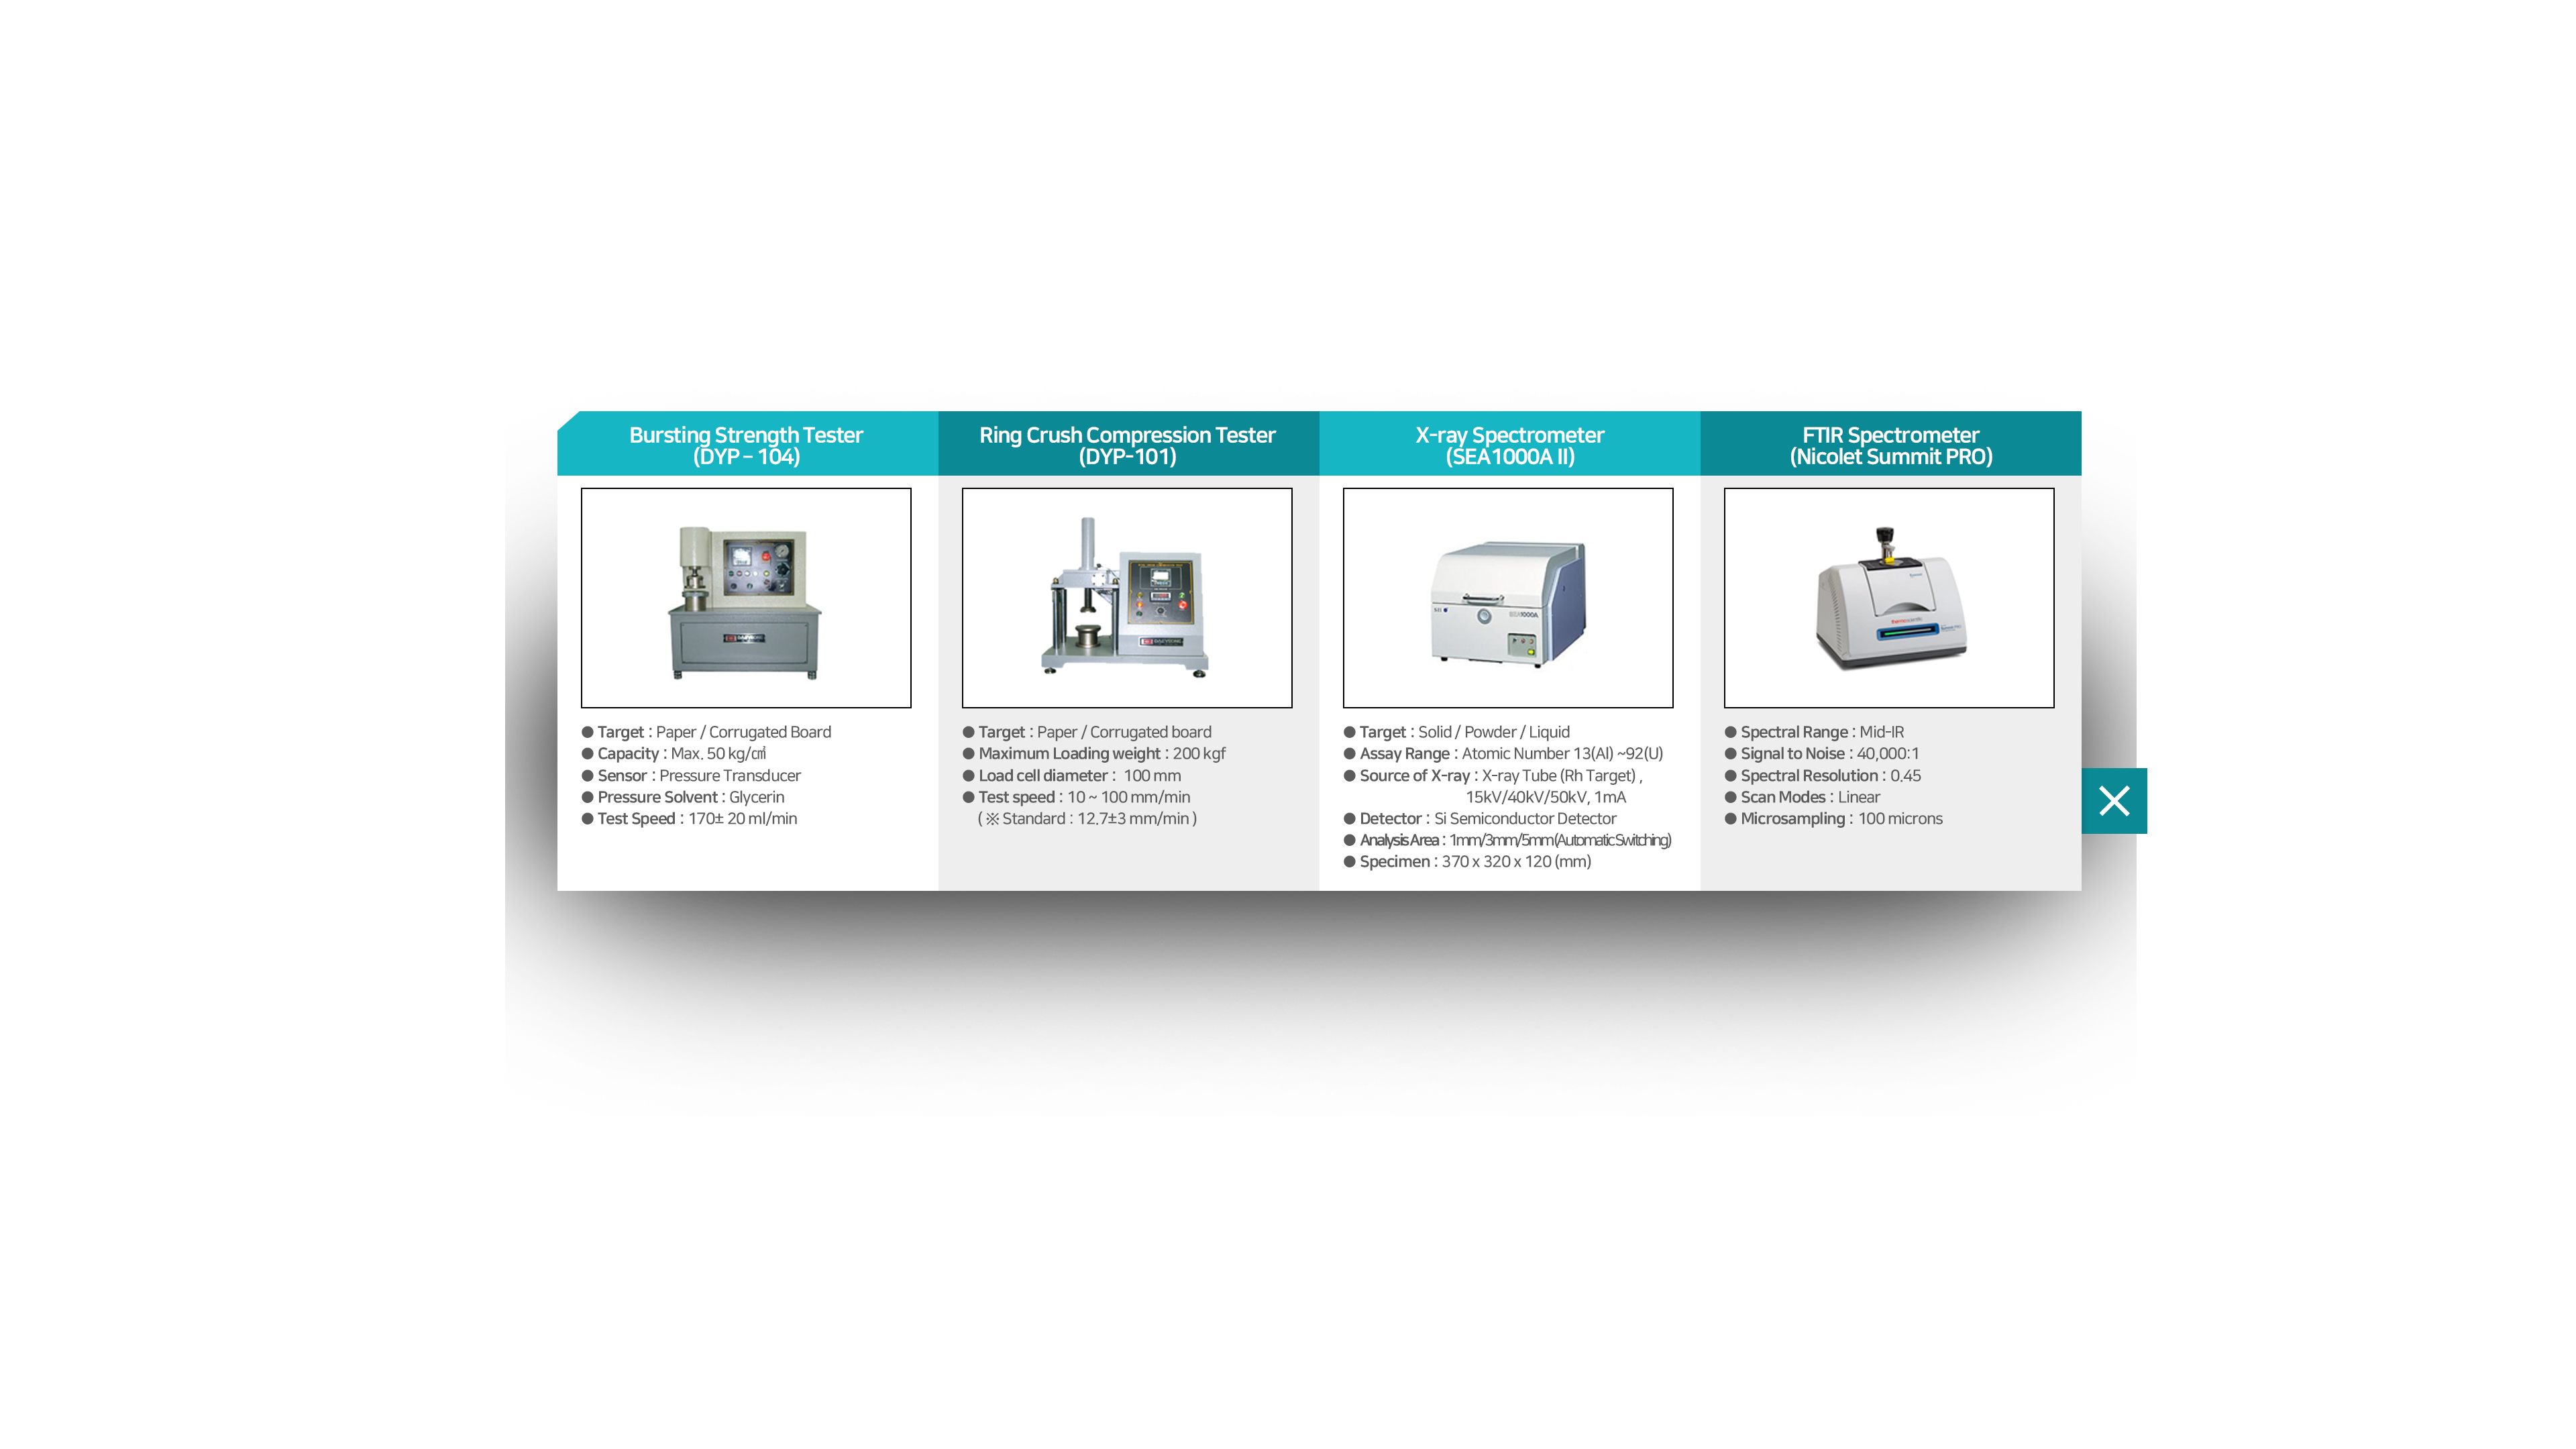 Bursting Strength Tester
(DYP – 104)
● Target : Paper / Corrugated Board
● Capacity : Max. 50 kg/㎠
● Sensor : Pressure Transducer
● Pressure Solvent : Glycerin
● Test Speed : 170± 20 ml/min
Ring Crush Compression Tester
(DYP-101)
● Target : Paper / Corrugated board
● Maximum Loading weight : 200 kgf
● Load cell diameter : 100 mm
● Test speed : 10 ~ 100 mm/min
( ※ Standard : 12.7±3 mm/min )
X-ray Spectrometer
(SEA1000A II)
SEA1000A
● Target : Solid / Powder / Liquid
● Assay Range : Atomic Number 13(Al) ~92(U)
● Source of X-ray : X-ray Tube (Rh Target) ,
15kV/40kV/50kV, 1mA
● Detector : Si Semiconductor Detector
● Analysis Area : 1mm/3mm/5mm(Automatic Switching)
● Specimen : 370 x 320 x 120 (mm)
FTIR Spectrometer
(Nicolet Summit PRO)
● Spectral Range : Mid-IR
● Signal to Noise : 40,000:1
● Spectral Resolution : 0.45
● Scan Modes : Linear
● Microsampling : 100 microns